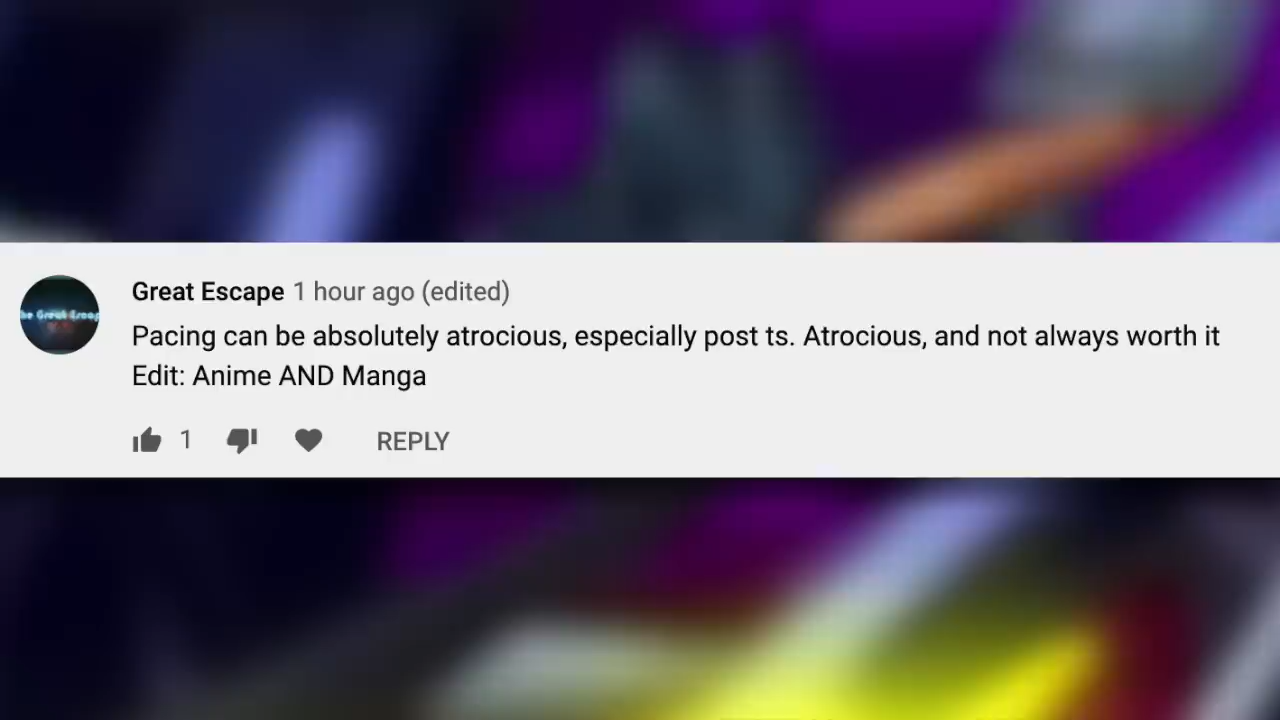 Great Escape 1 hour ago (edited)
Pacing can be absolutely atrocious, especially post ts. Atrocious, and not always worth it
Edit: Anime AND Manga
1 REPLY